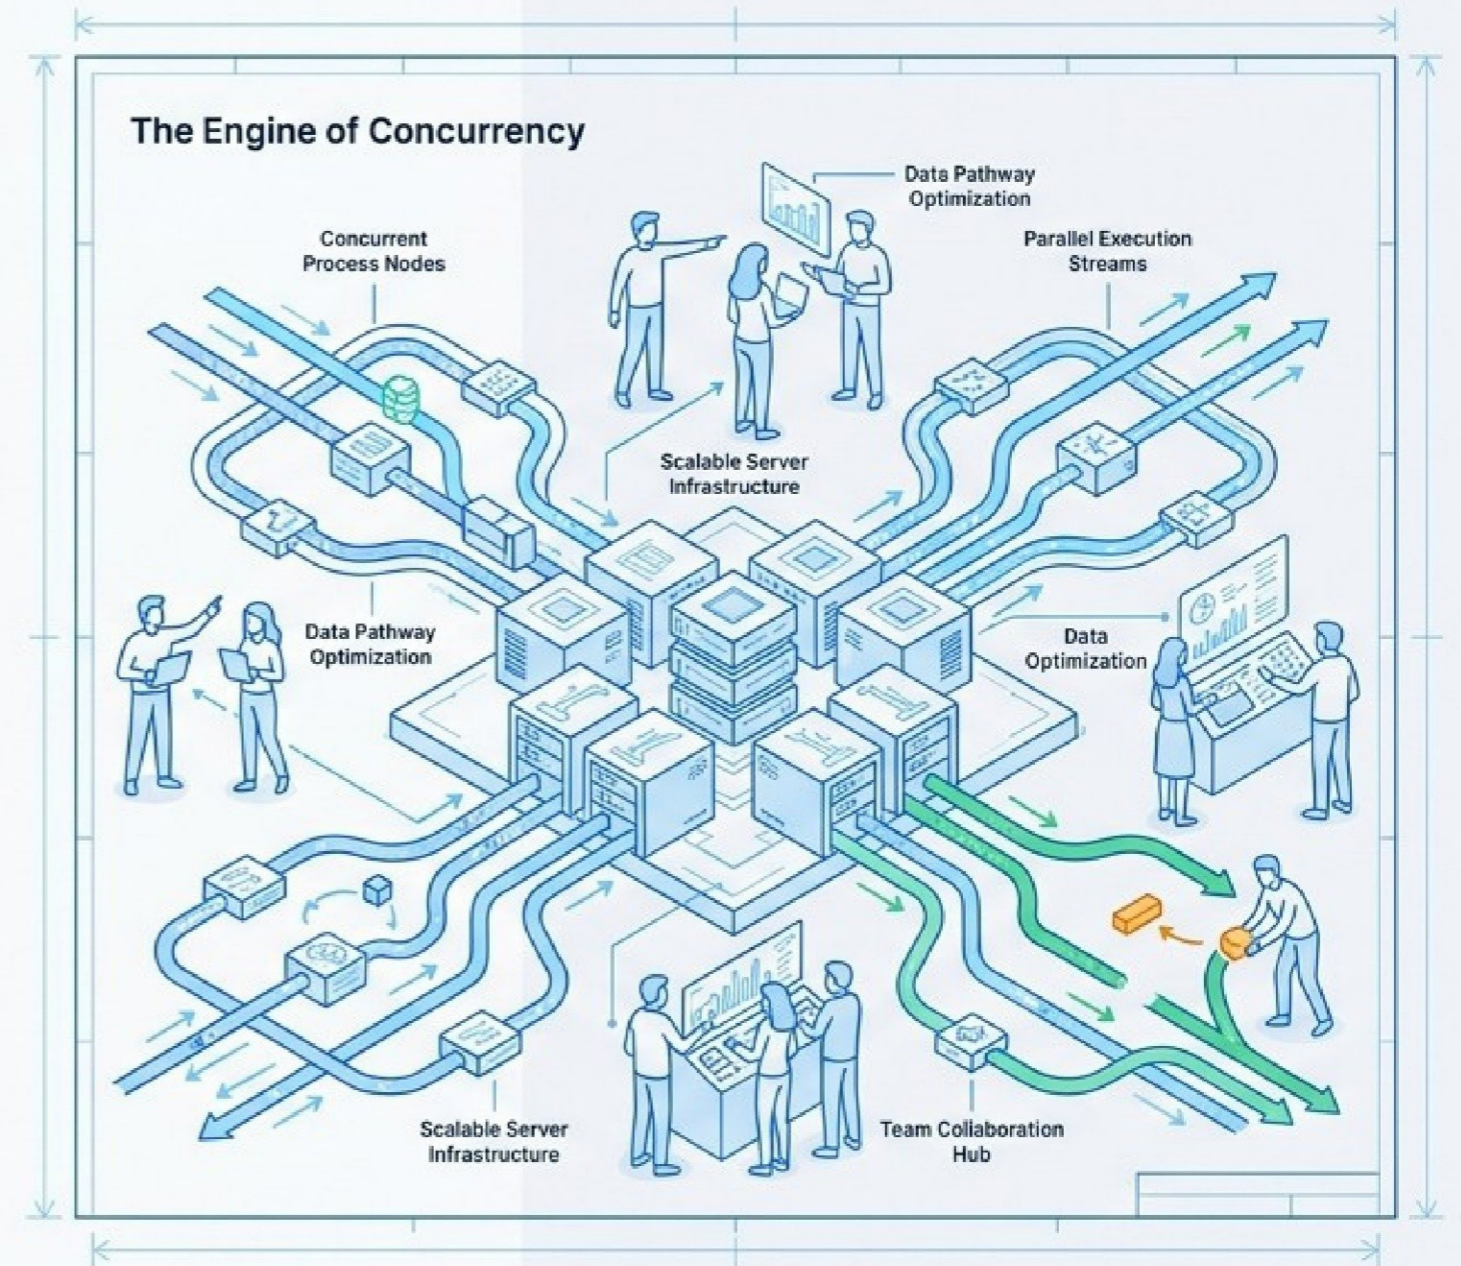 The Engine of Concurrency
Data Pathway
Optimization
Concurrent
Process Nodes
Parallel Execution
Streams
Scalable Server
Infrastructure
Data Pathway
Optimization
Data
Optimization
Scalable Server
Infrastructure
Team Collaboration
Hub